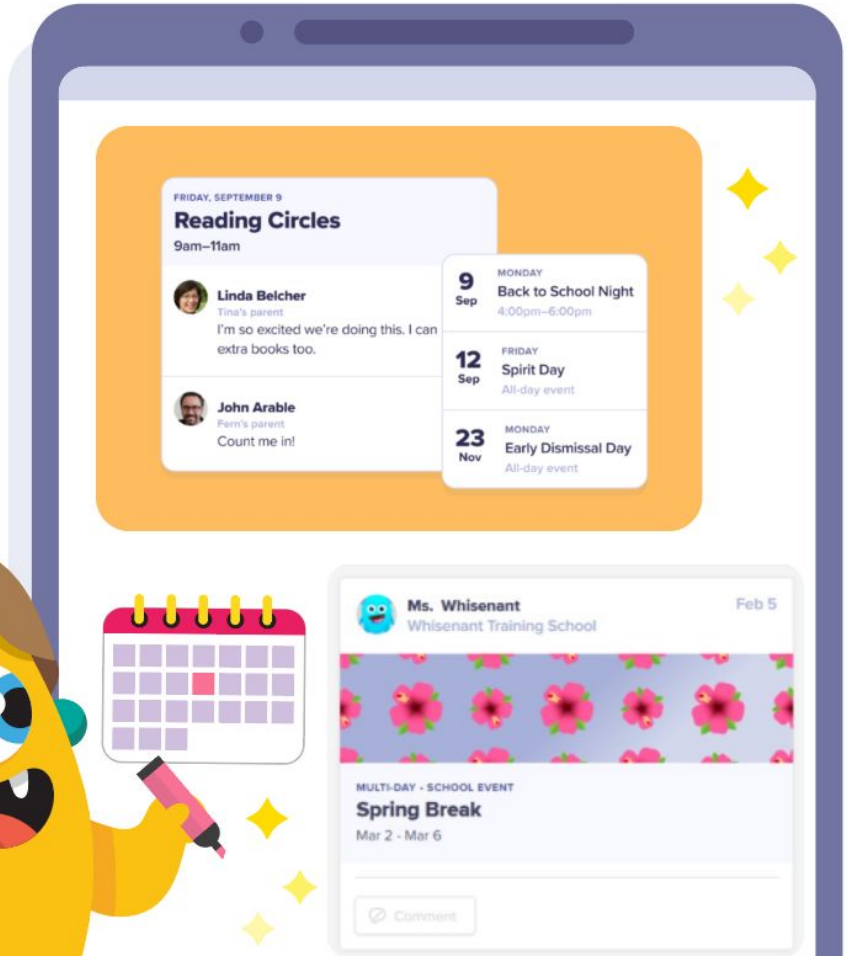 FRIDAY, SEPTEMBER 9
Reading Circles
9am–11am
Linda Belcher
Tina's parent
I'm so excited we're doing this. I can
extra books too.
John Arable
Fern's parent
Count me in!
9
Sep
MONDAY
Back to School Night
4:00pm–6:00pm
12
Sep
FRIDAY
Spirit Day
All-day event
23
Nov
MONDAY
Early Dismissal Day
All-day event
Ms. Whisenant
Whisenant Training School
Feb 5
MULTI-DAY • SCHOOL EVENT
Spring Break
Mar 2 - Mar 6
Comment